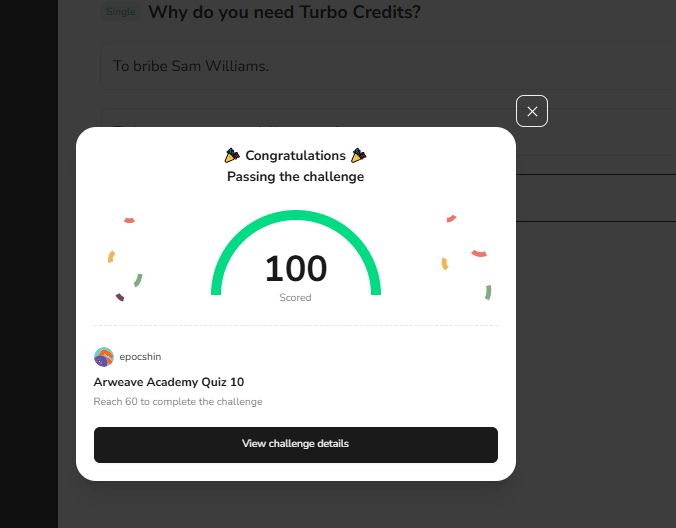 Single Why do you need Turbo Credits?
To bribe Sam Williams.
Congratulations
Passing the challenge
100
Scored
epocshin
Arweave Academy Quiz 10
Reach 60 to complete the challenge
View challenge details